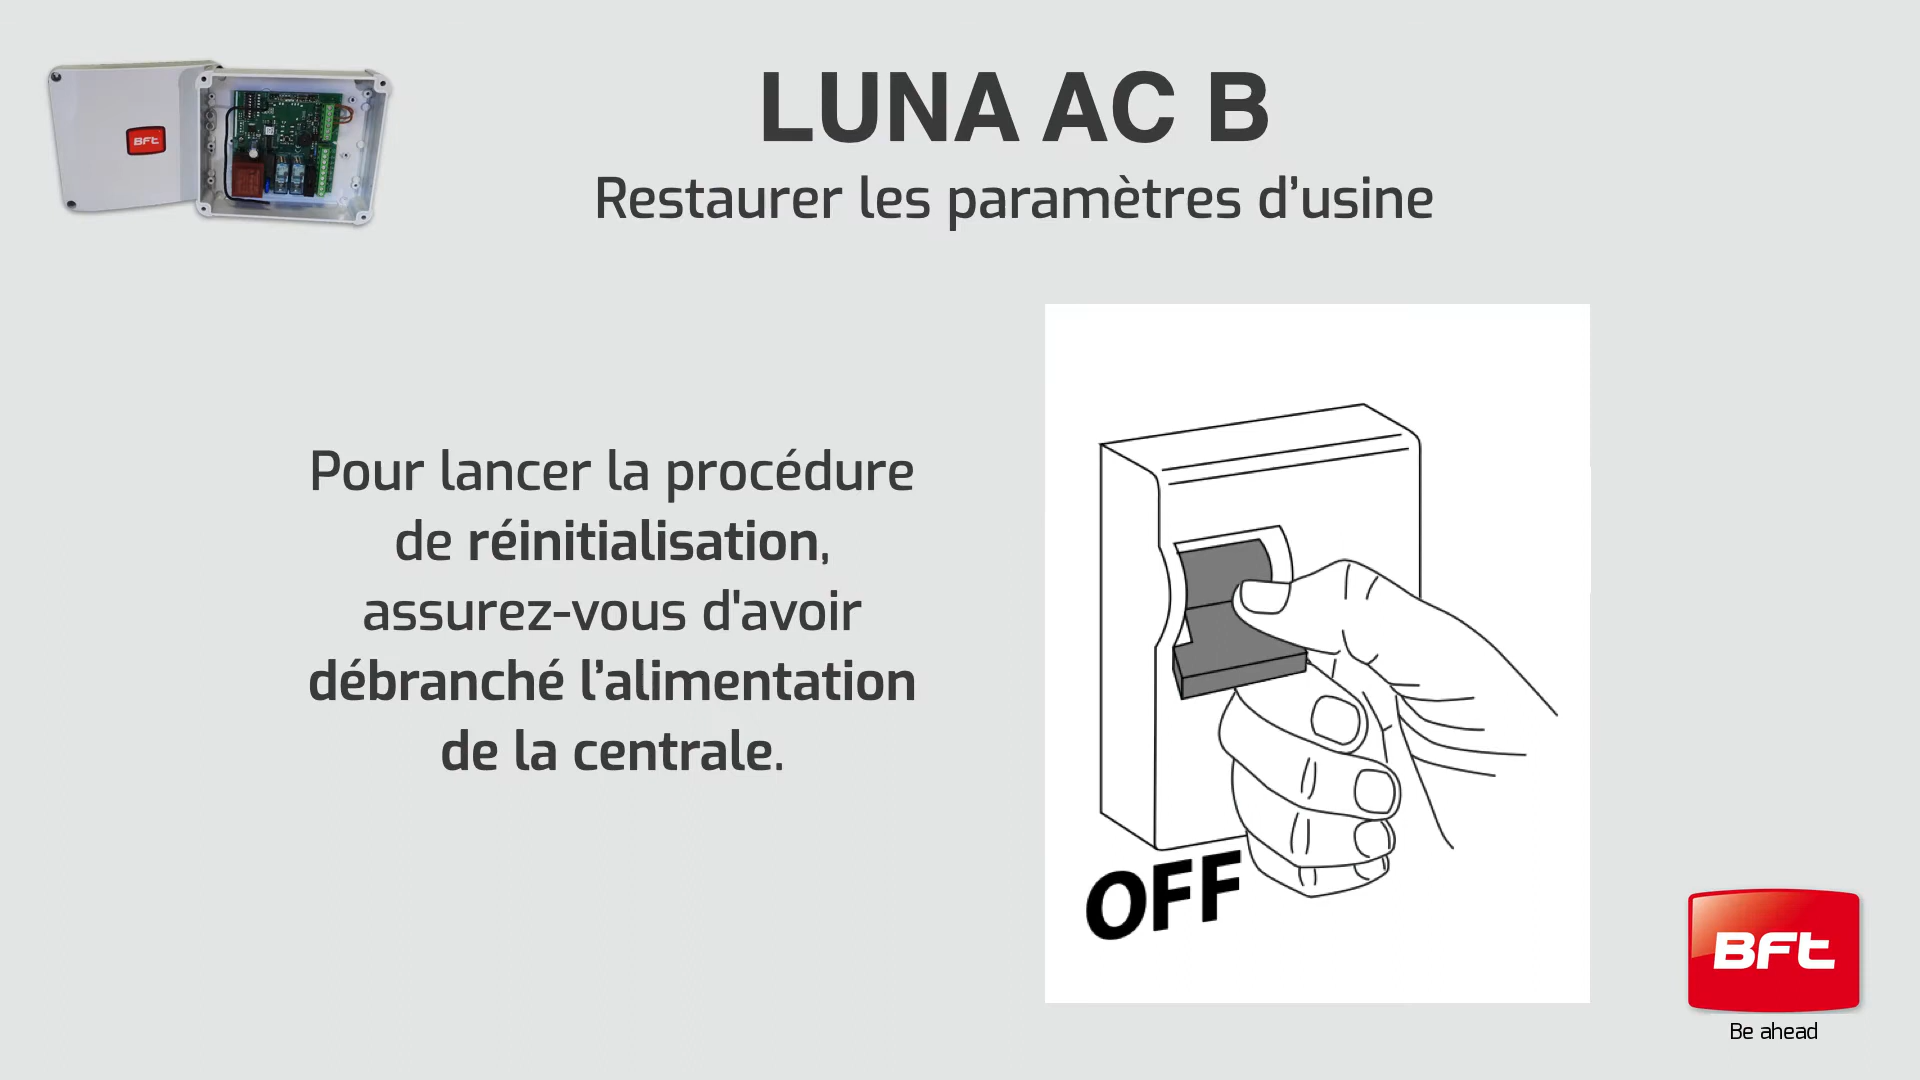 LUNA AC B
Restaurer les paramètres d’usine
BFt
Pour lancer la procédure
de réinitialisation,
assurez-vous d'avoir
débranché l’alimentation
de la centrale.
OFF
BFt
Be ahead